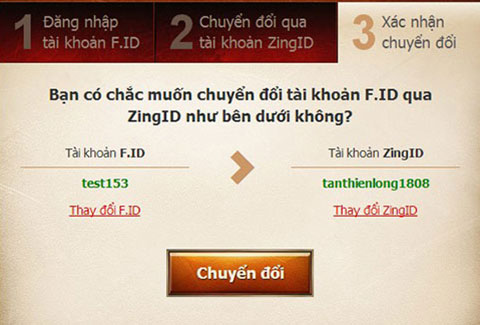 1 Đăng nhập
tài khoản F.ID
2 Chuyển đổi qua
tài khoản ZingID
3 Xác nhận
chuyển đổi
Bạn có chắc muốn chuyển đổi tài khoản F.ID qua
ZingID như bên dưới không?
Tài khoản F.ID
test153
Thay đổi F.ID
Tài khoản ZingID
tanthienlong1808
Thay đổi ZingID
Chuyển đổi